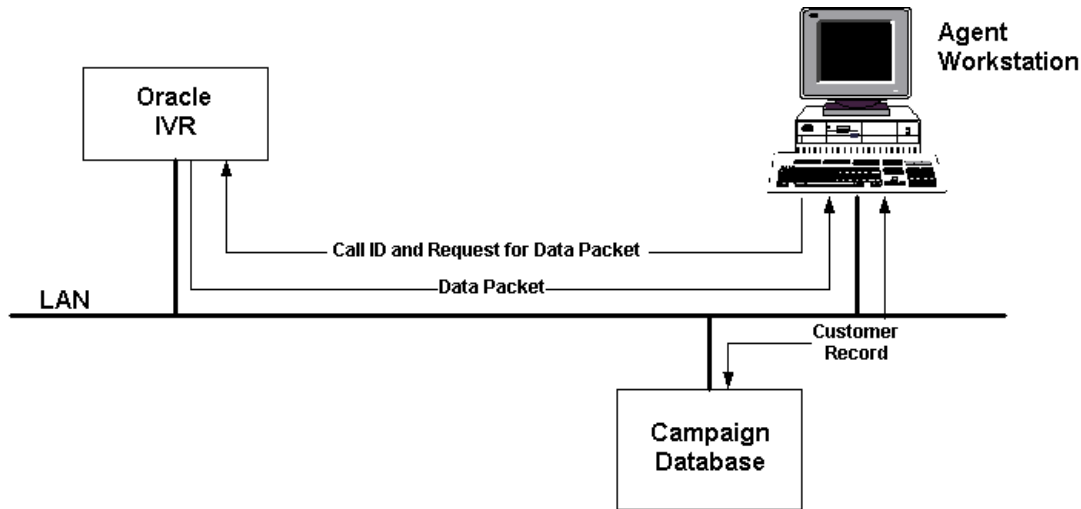 Agent
Workstation
Oracle
IVR
Call ID and Request for Data Packet
Data Packet
LAN
Customer
Record
Campaign
Database